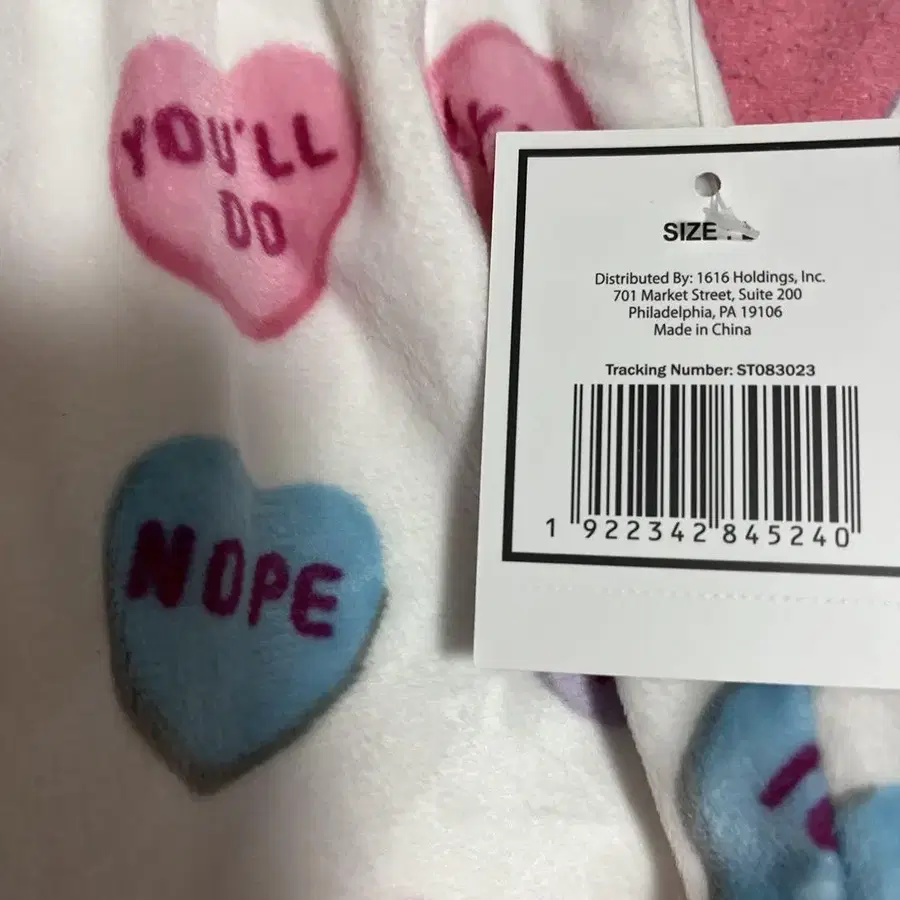 YOU'LL
DO
NOPE
SIZE
Distributed By: 1616 Holdings, Inc.
701 Market Street, Suite 200
Philadelphia, PA 19106
Made in China
Tracking Number: ST083023
1 922342 845240